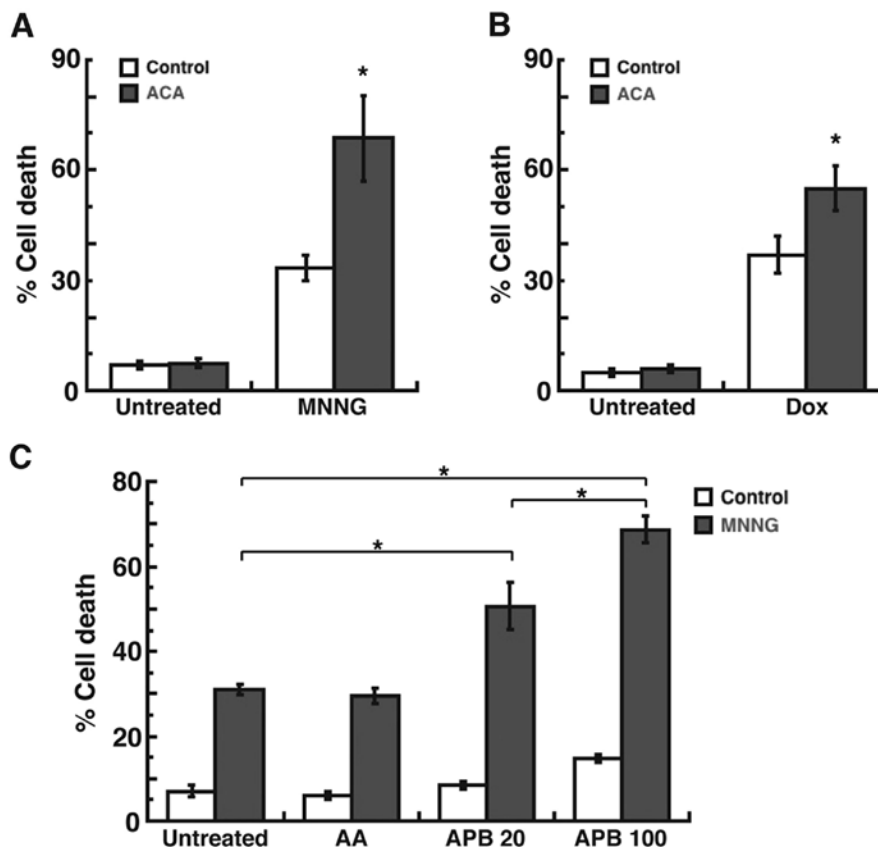 A
90
60
30
0
% Cell death
Control
ACA
*
Untreated MNNG
B
90
60
30
0
% Cell death
Control
ACA
*
Untreated Dox
C
80
60
40
20
0
% Cell death
*
*
*
Control
MNNG
Untreated AA APB 20 APB 100